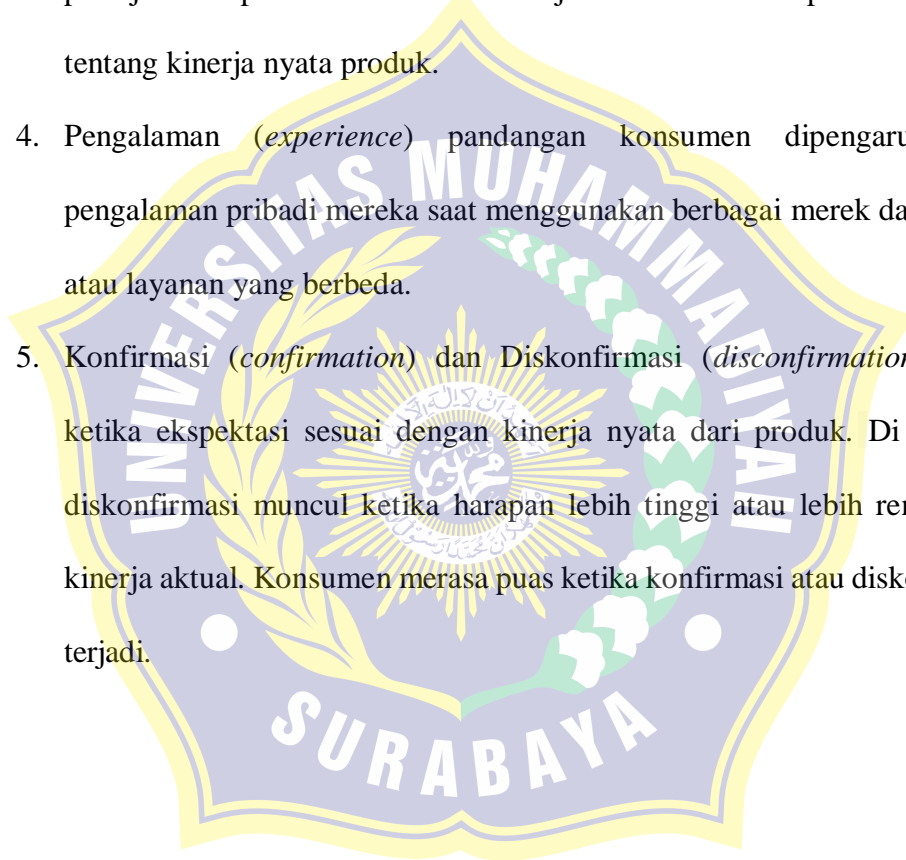 tentang kinerja nyata produk.
4. Pengalaman (experience) pandangan konsumen dipengaru
pengalaman pribadi mereka saat menggunakan berbagai merek da
atau layanan yang berbeda.
5. Konfirmasi (confirmation) dan Diskonfirmasi (disconfirmation
ketika ekspektasi sesuai dengan kinerja nyata dari produk. Di
diskonfirmasi muncul ketika harapan lebih tinggi atau lebih ren
kinerja aktual. Konsumen merasa puas ketika konfirmasi atau disko
terjadi.
UNIVERSITAS MUHAMMADIYAH
SURABAYA